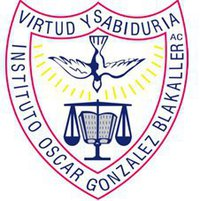 VIRTUD Y SABIDURIA
INSTITUTO OSCAR GONZALEZ BLAKALLER AC